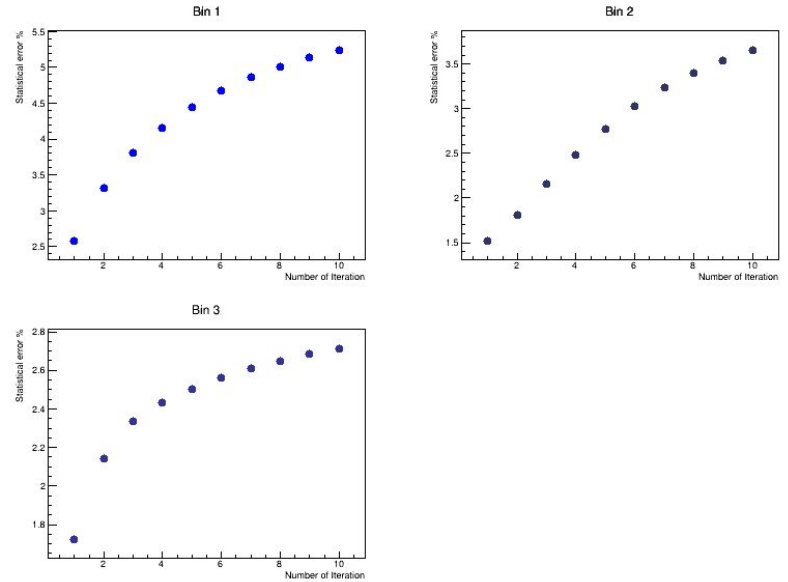 Bin 1
Statistical error %
5.5
5
4.5
4
3.5
3
2.5
2 4 6 8 10
Number of Iteration
Bin 2
Statistical error %
3.5
3
2.5
2
1.5
2 4 6 8 10
Number of Iteration
Bin 3
Statistical error %
2.8
2.6
2.4
2.2
2
1.8
2 4 6 8 10
Number of Iteration